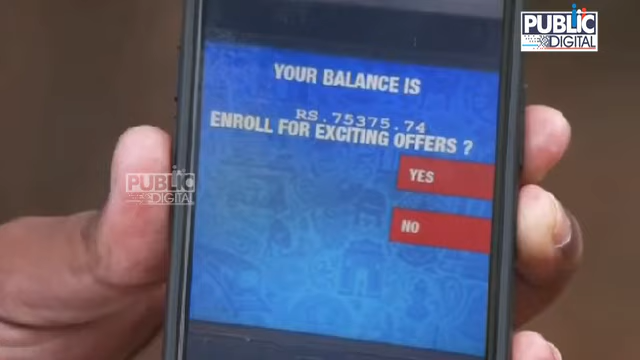 PUBLIC
DIGITAL
YOUR BALANCE IS
RS.75375.74
ENROLL FOR EXCITING OFFERS ?
YES
NO
PUBLIC
DIGITAL